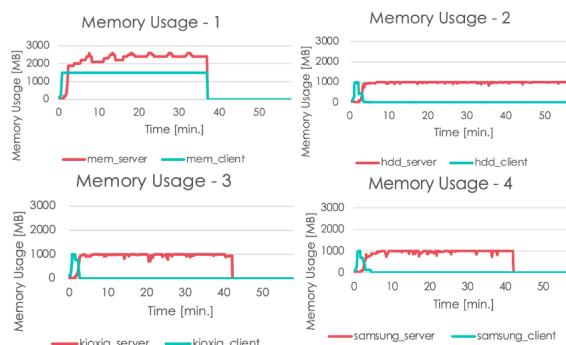 Memory Usage - 1
Memory Usage [MB]
3000
2000
1000
0
0 10 20 30 40 50
Time [min.]
mem_server mem_client
Memory Usage - 2
Memory Usage [MB]
3000
2000
1000
0
0 10 20 30 40 50
Time [min.]
hdd_server hdd_client
Memory Usage - 3
Memory Usage [MB]
3000
2000
1000
0
0 10 20 30 40 50
Time [min.]
kioxia_server kioxia_client
Memory Usage - 4
Memory Usage [MB]
3000
2000
1000
0
0 10 20 30 40 50
Time [min.]
samsung_server samsung_client